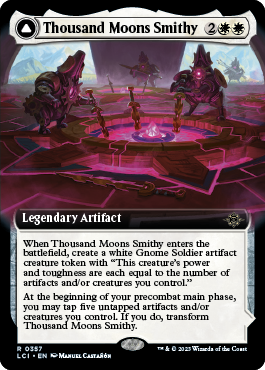 Thousand Moons Smithy 2
Legendary Artifact
When Thousand Moons Smithy enters the
battlefield, create a white Gnome Soldier artifact
creature token with “This creature’s power
and toughness are each equal to the number of
artifacts and/or creatures you control.”
At the beginning of your precombat main phase,
you may tap five untapped artifacts and/or
creatures you control. If you do, transform
Thousand Moons Smithy.
R 0357
LCI • EN Manuel Castañón
™ & © 2023 Wizards of the Coast